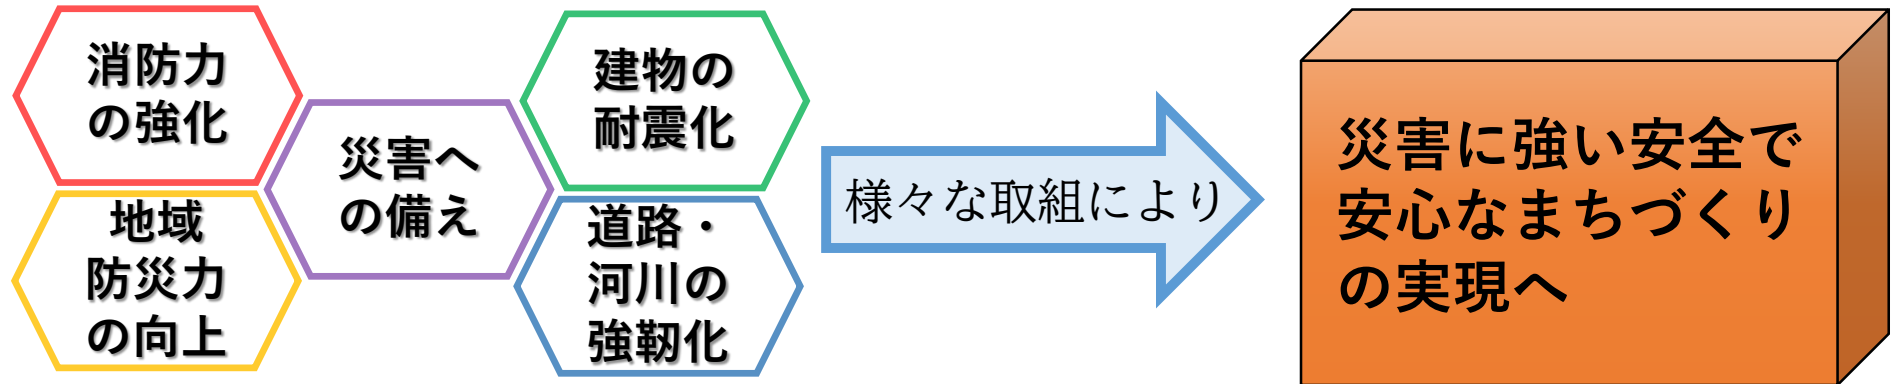 消防力
の強化
地域
防災力
の向上
災害へ
の備え
建物の
耐震化
道路・
河川の
強靭化
様々な取組により
災害に強い安全で
安心なまちづくり
の実現へ